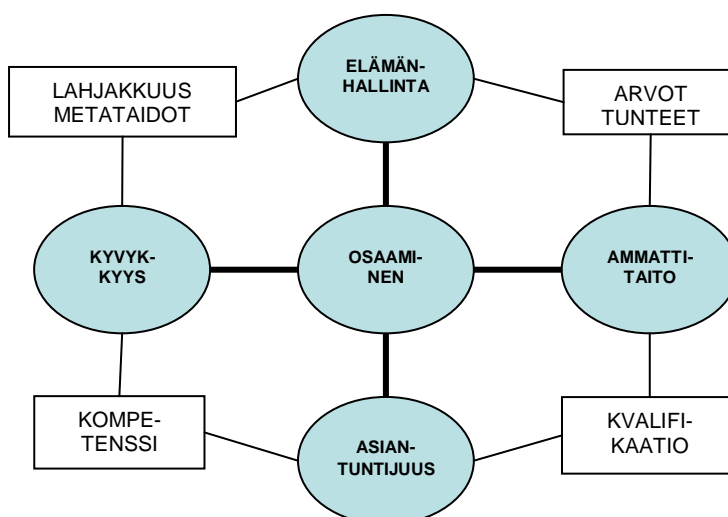 ELÄMÄN-
HALLINTA
LAHJAKKUUS
METATAIDOT
ARVOT
TUNTEET
KYVYK-
KYYS
OSAAMI-
NEN
AMMATTI-
TAITO
KOMPE-
TENSSI
ASIAN-
TUNTIJUUS
KVALIFI-
KAATIO